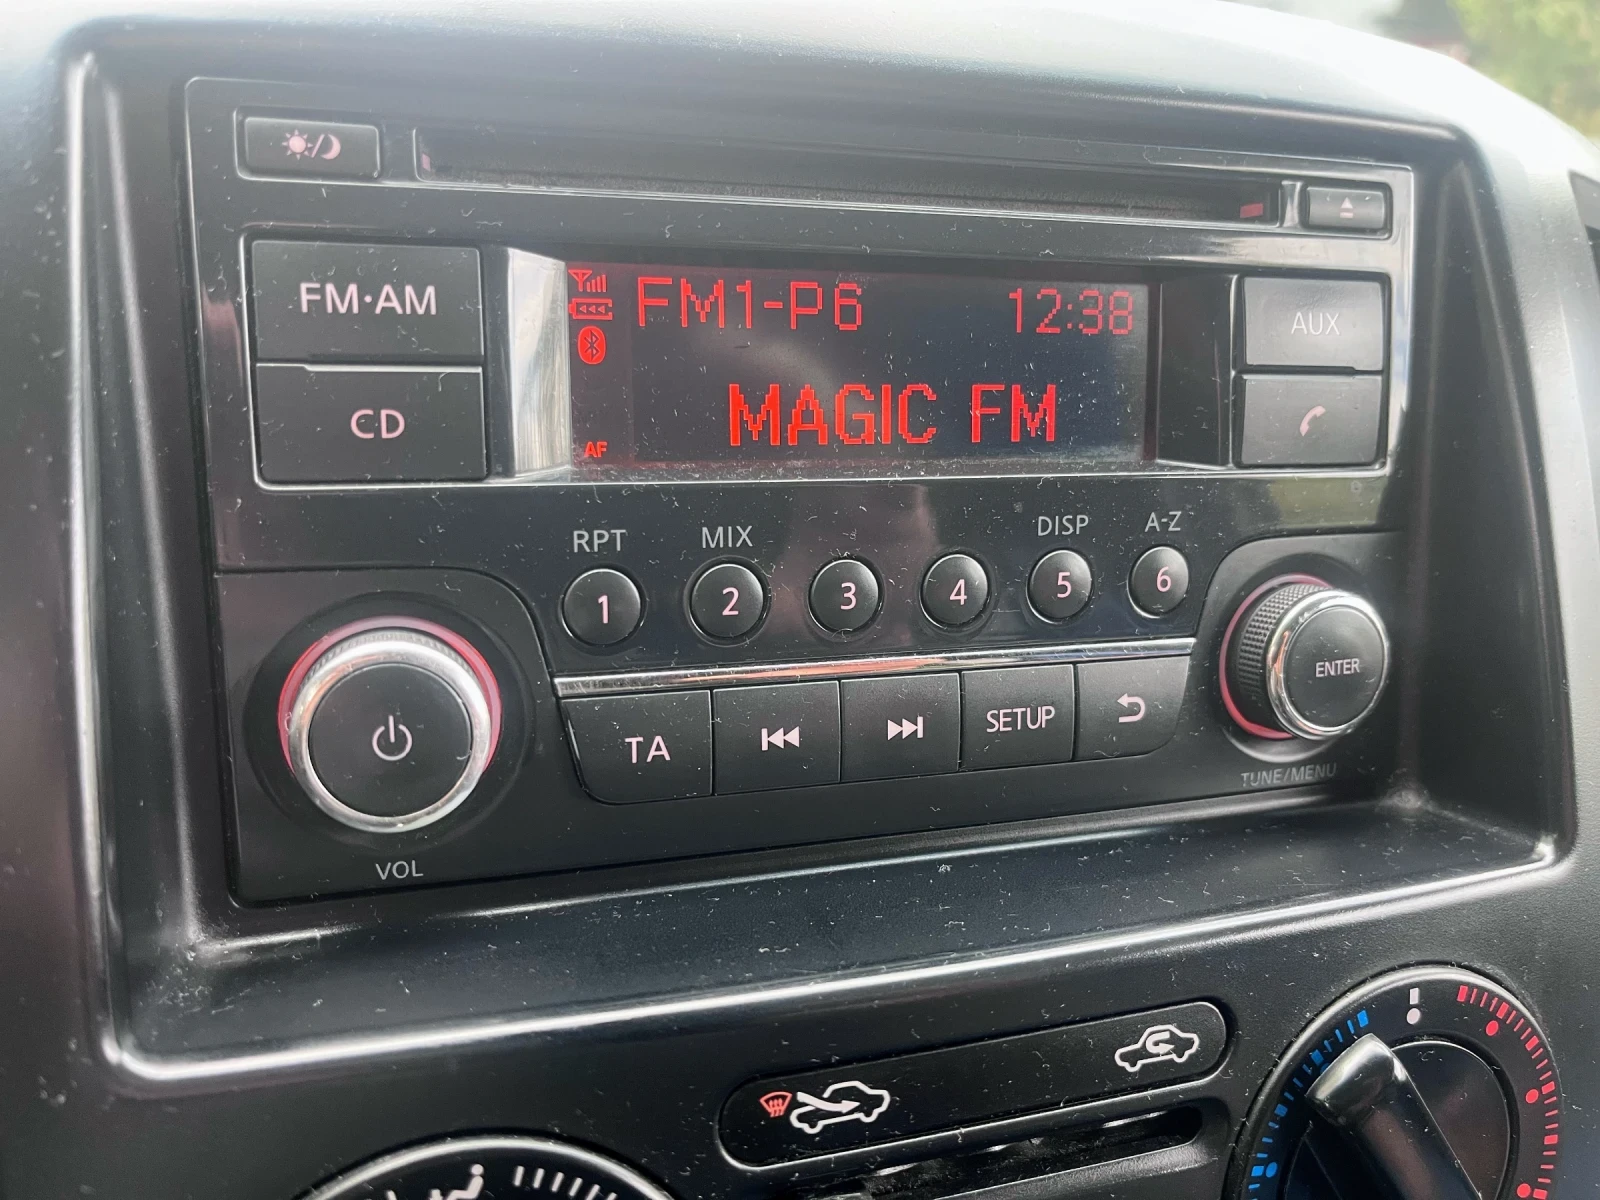 FM·AM
CD
FM1-P6 12:38
MAGIC FM
AF
AUX
RPT MIX DISP A-Z
1 2 3 4 5 6
TA SETUP
ENTER
TUNE/MENU
VOL